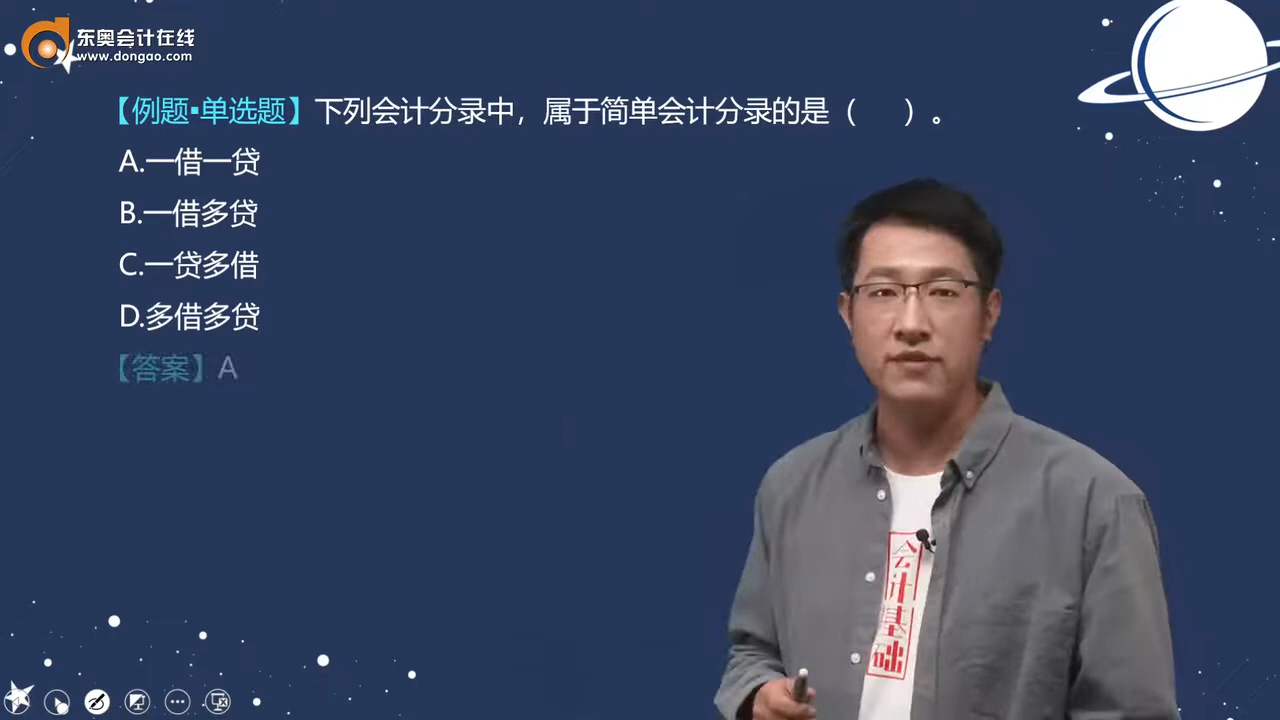 东奥会计在线
www.dongao.com
【例题▪单选题】下列会计分录中，属于简单会计分录的是（　　）。
A.一借一贷
B.一借多贷
C.一贷多借
D.多借多贷
【答案】A
会计基础